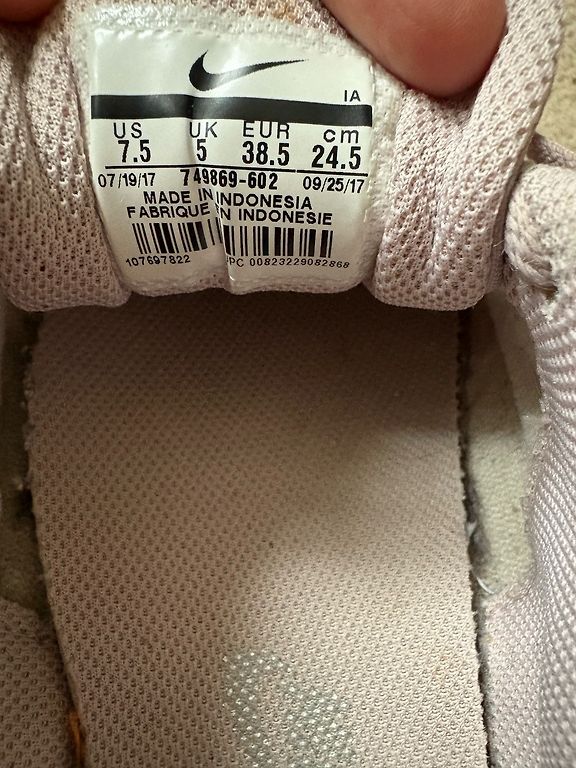 IA
US UK EUR cm
7.5 5 38.5 24.5
07/19/17 749869-602 09/25/17
MADE IN INDONESIA
FABRIQUE EN INDONESIE
107697822 UPC 00823229082868